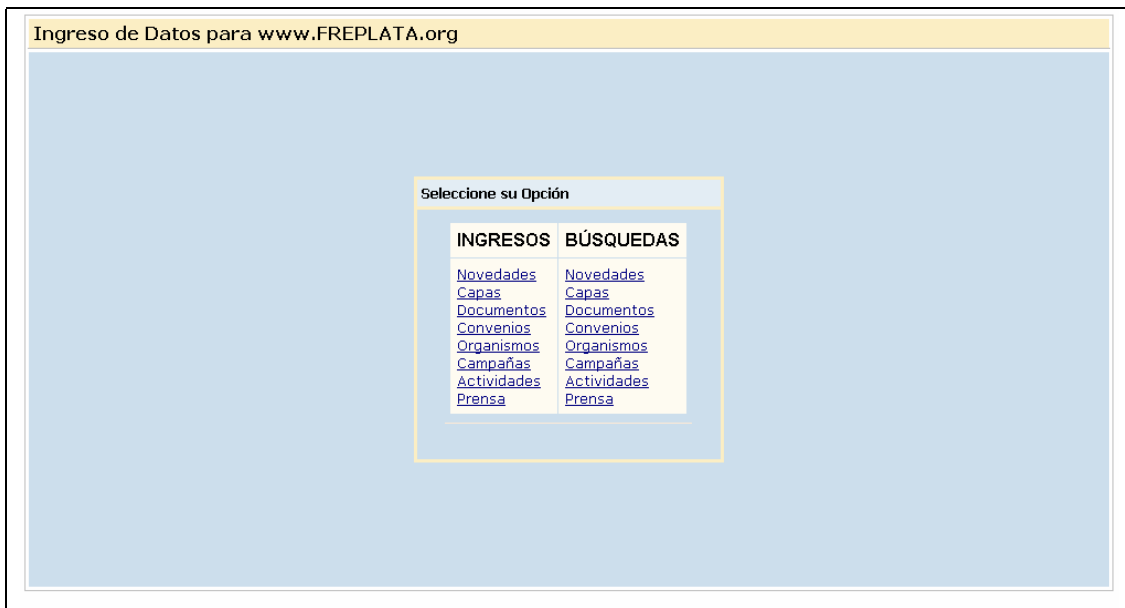 Ingreso de Datos para www.FREPLATA.org
Seleccione su Opción
INGRESOS BÚSQUEDAS
Novedades Novedades
Capas Capas
Documentos Documentos
Convenios Convenios
Organismos Organismos
Campañas Campañas
Actividades Actividades
Prensa Prensa